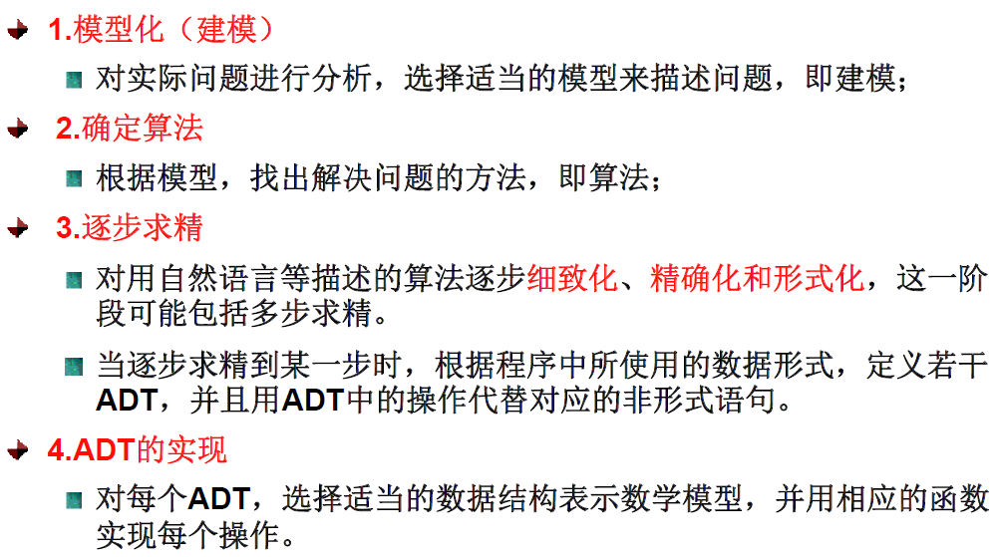 1.模型化（建模）
对实际问题进行分析，选择适当的模型来描述问题，即建模；
2.确定算法
根据模型，找出解决问题的方法，即算法；
3.逐步求精
对用自然语言等描述的算法逐步细致化、精确化和形式化，这一阶
段可能包括多步求精。
当逐步求精到某一步时，根据程序中所使用的数据形式，定义若干
ADT，并且用ADT中的操作代替对应的非形式语句。
4.ADT的实现
对每个ADT，选择适当的数据结构表示数学模型，并用相应的函数
实现每个操作。